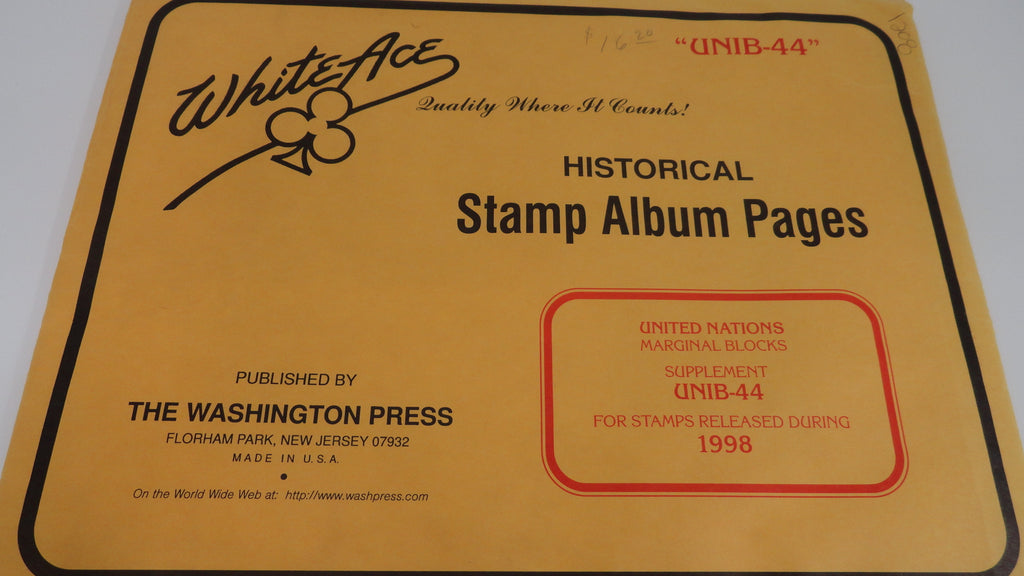 White Ace
$16.20
"UNIB-44"
Quality Where It Counts!
HISTORICAL
Stamp Album Pages
UNITED NATIONS
MARGINAL BLOCKS
SUPPLEMENT
UNIB-44
FOR STAMPS RELEASED DURING
1998
PUBLISHED BY
THE WASHINGTON PRESS
FLORHAM PARK, NEW JERSEY 07932
MADE IN U.S.A.
On the World Wide Web at: http://www.washpress.com